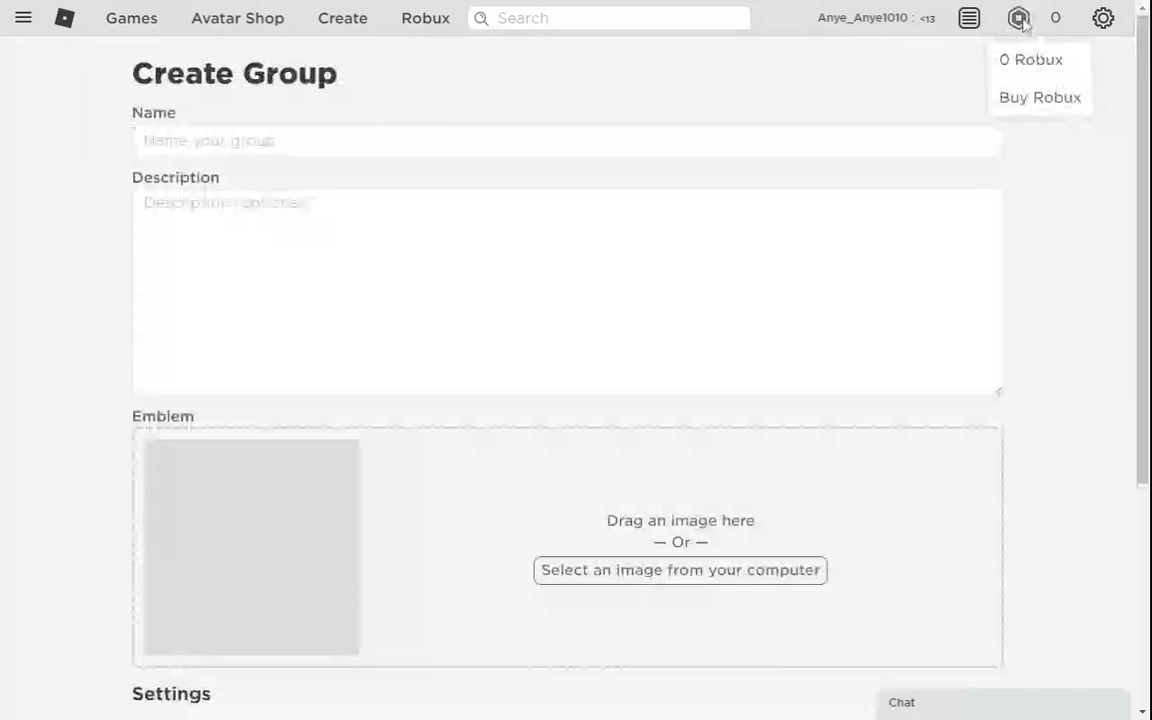 Games Avatar Shop Create Robux Search Anye_Anye1010 : <13 0
0 Robux
Buy Robux
Create Group
Name
Name your group
Description
Description (optional)
Emblem
Drag an image here
— Or —
Select an image from your computer
Settings
Chat